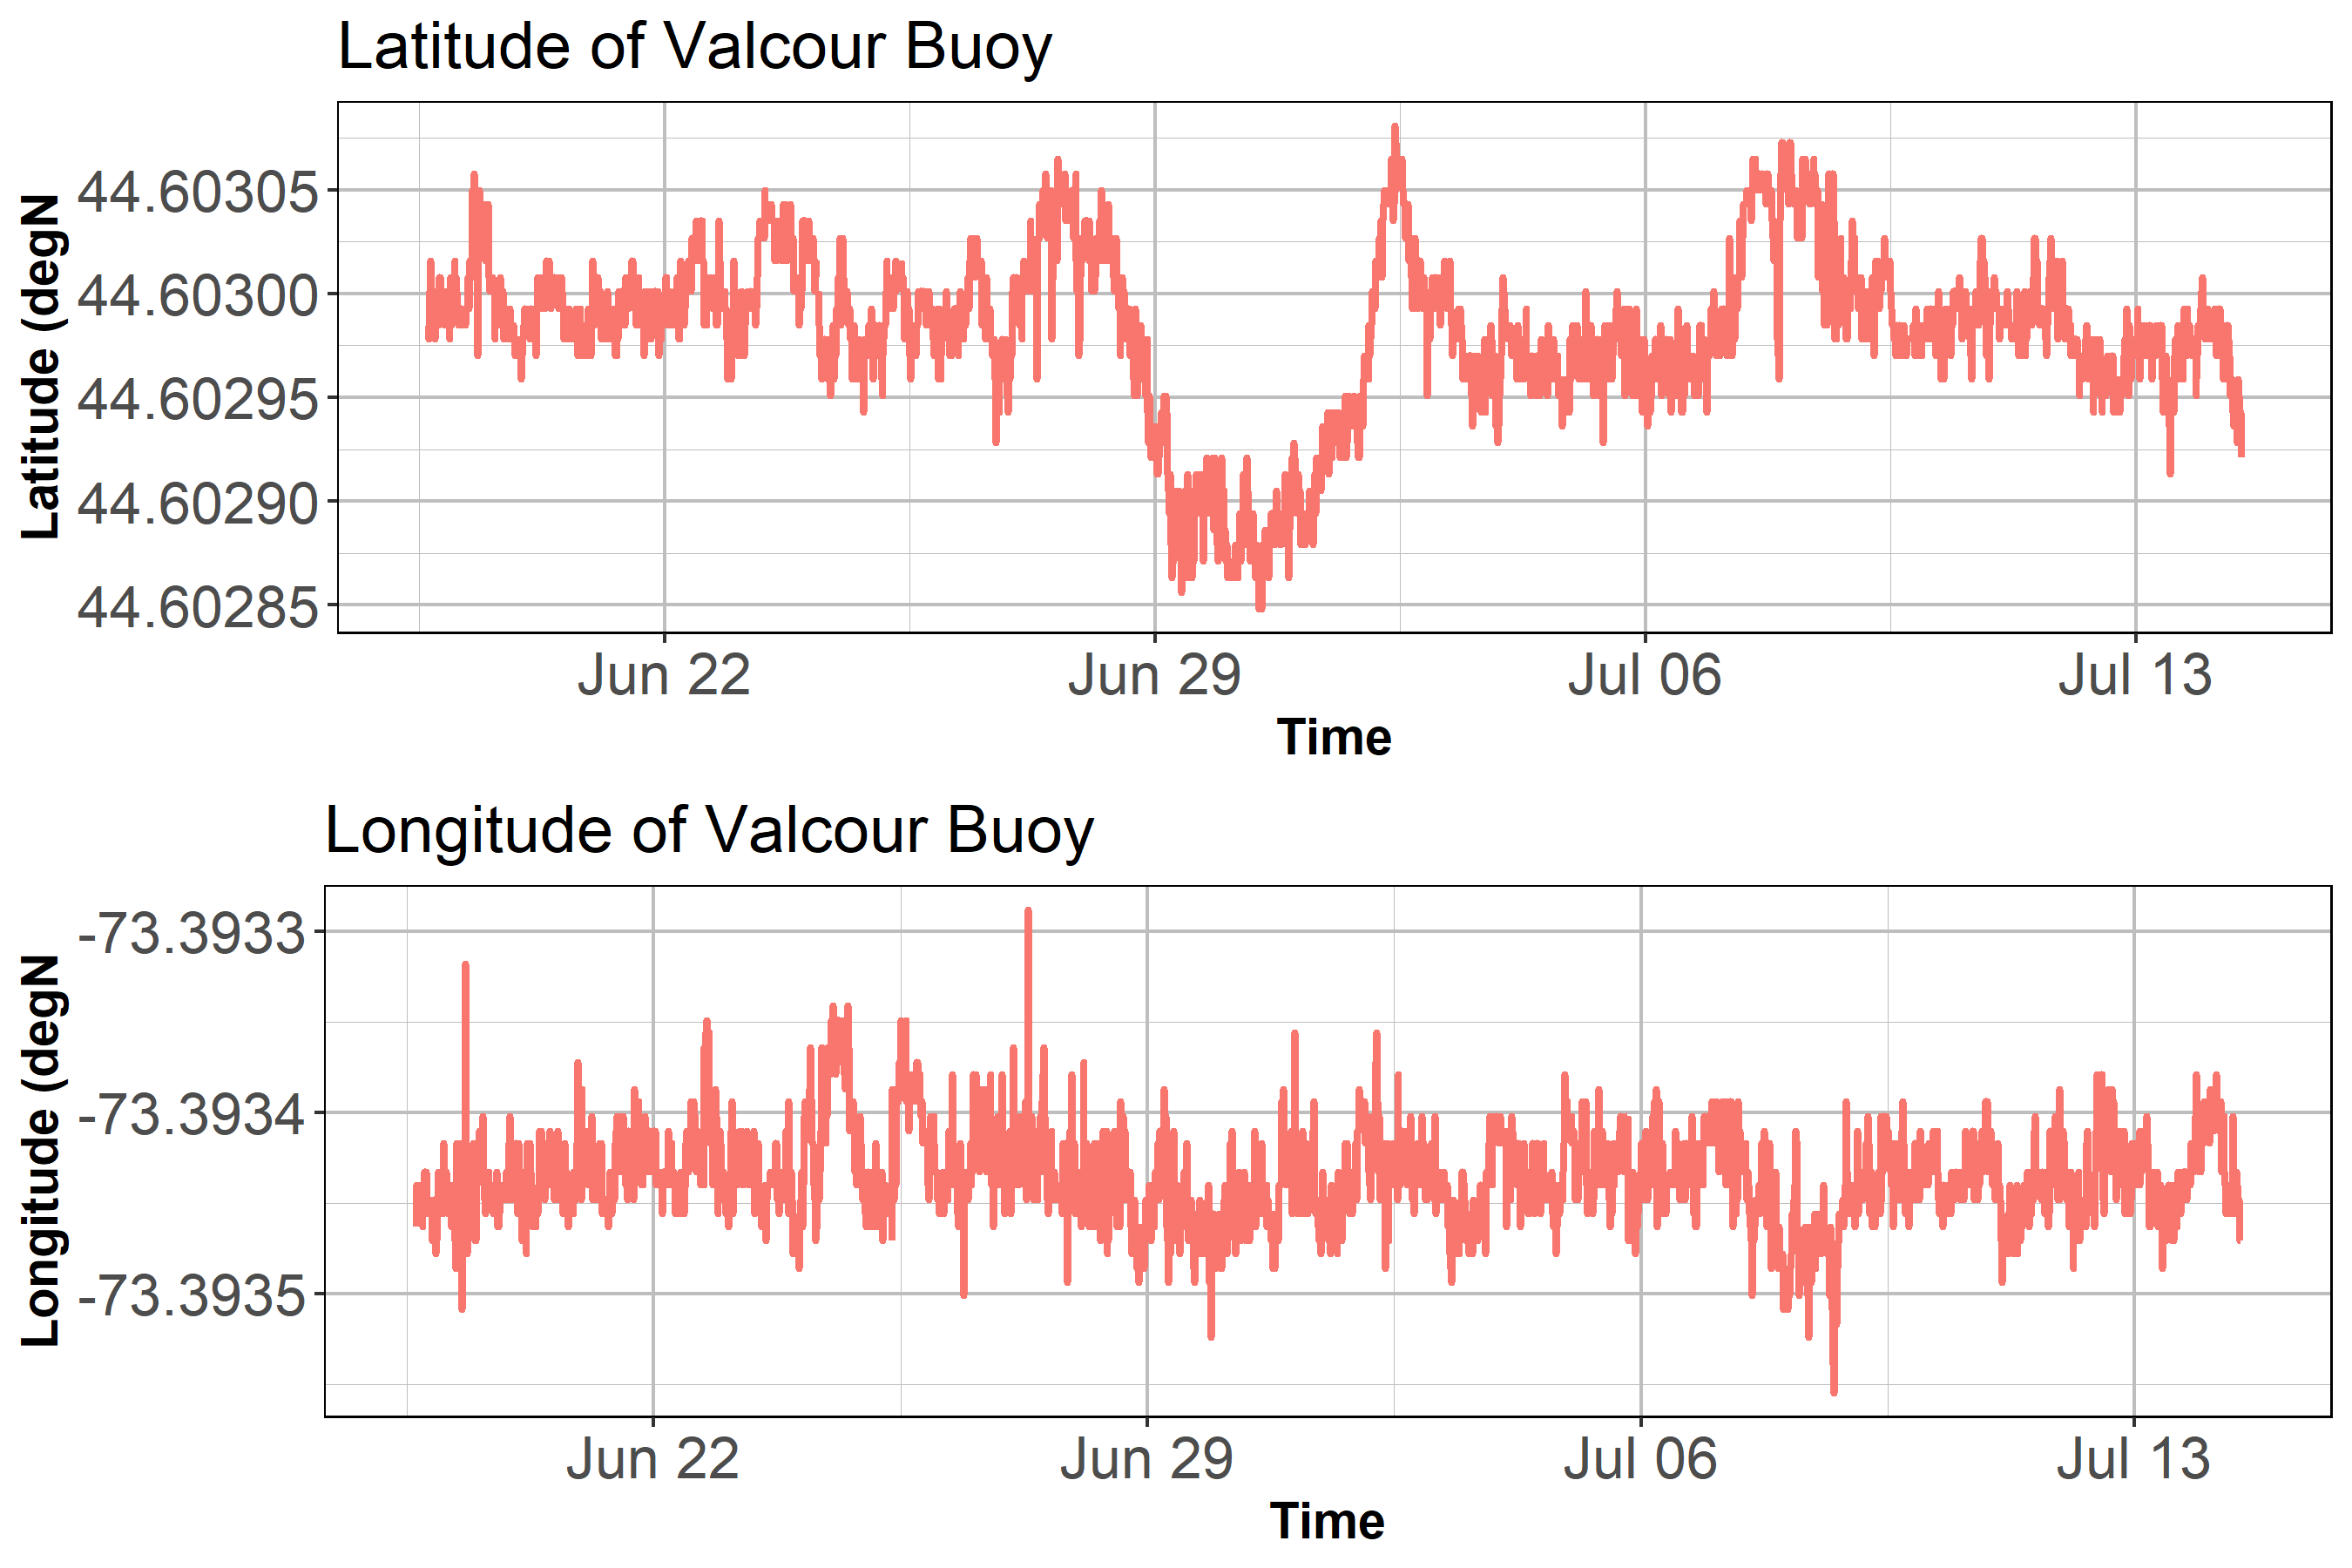 Latitude of Valcour Buoy
Latitude (degN
44.60305
44.60300
44.60295
44.60290
44.60285
Jun 22 Jun 29 Jul 06 Jul 13
Time
Longitude of Valcour Buoy
Longitude (degN
-73.3933
-73.3934
-73.3935
Jun 22 Jun 29 Jul 06 Jul 13
Time